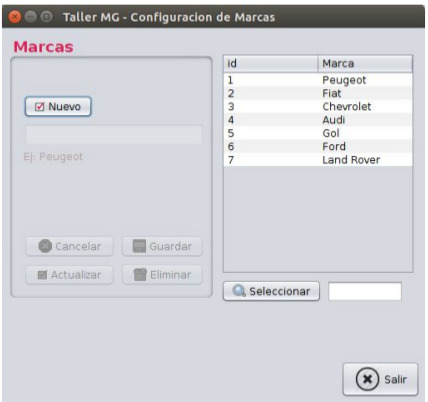 Taller MG - Configuracion de Marcas
Marcas
Nuevo
Ej: Peugeot
Cancelar Guardar
Actualizar Eliminar
id Marca
1 Peugeot
2 Fiat
3 Chevrolet
4 Audi
5 Gol
6 Ford
7 Land Rover
Seleccionar
Salir